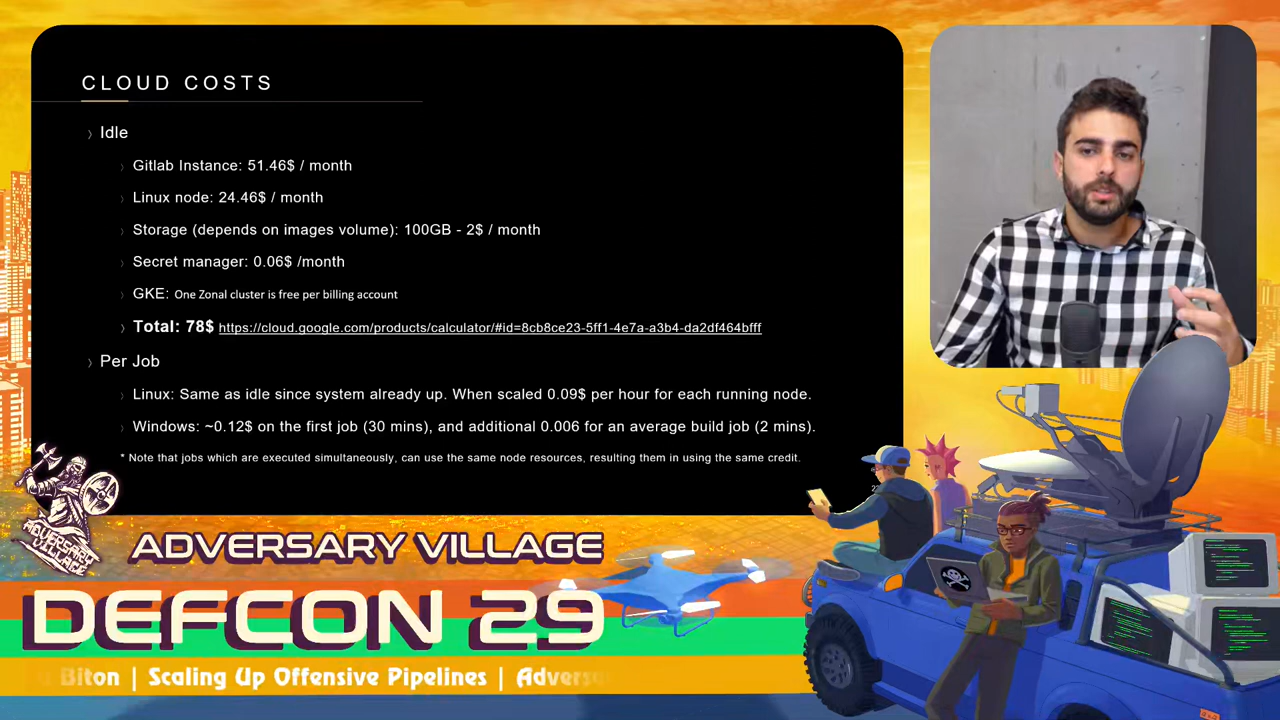 CLOUD COSTS
Idle
Gitlab Instance: 51.46$ / month
Linux node: 24.46$ / month
Storage (depends on images volume): 100GB - 2$ / month
Secret manager: 0.06$ /month
GKE: One Zonal cluster is free per billing account
Total: 78$ https://cloud.google.com/products/calculator/#id=8cb8ce23-5ff1-4e7a-a3b4-da2df464bfff
Per Job
Linux: Same as idle since system already up. When scaled 0.09$ per hour for each running node.
Windows: ~0.12$ on the first job (30 mins), and additional 0.006 for an average build job (2 mins).
* Note that jobs which are executed simultaneously, can use the same node resources, resulting them in using the same credit.
ADVERSARY VILLAGE
ADVERSARY VILLAGE
DEFCON 29
Biton | Scaling Up Offensive Pipelines | Advers